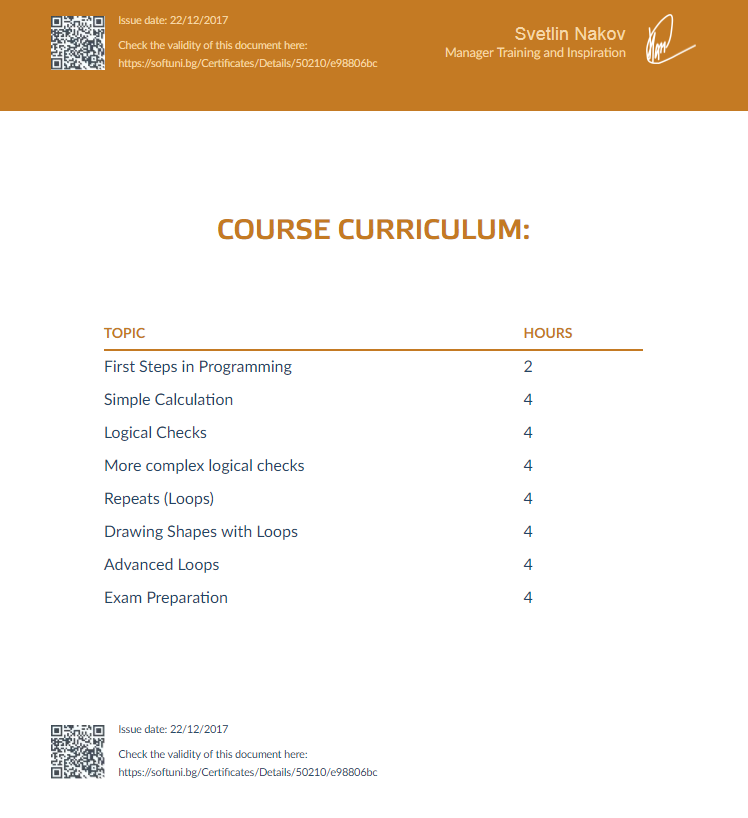 Issue date: 22/12/2017
Check the validity of this document here:
https://softuni.bg/Certificates/Details/50210/e98806bc
Svetlin Nakov
Manager Training and Inspiration
COURSE CURRICULUM:
TOPIC HOURS
First Steps in Programming 2
Simple Calculation 4
Logical Checks 4
More complex logical checks 4
Repeats (Loops) 4
Drawing Shapes with Loops 4
Advanced Loops 4
Exam Preparation 4
Issue date: 22/12/2017
Check the validity of this document here:
https://softuni.bg/Certificates/Details/50210/e98806bc